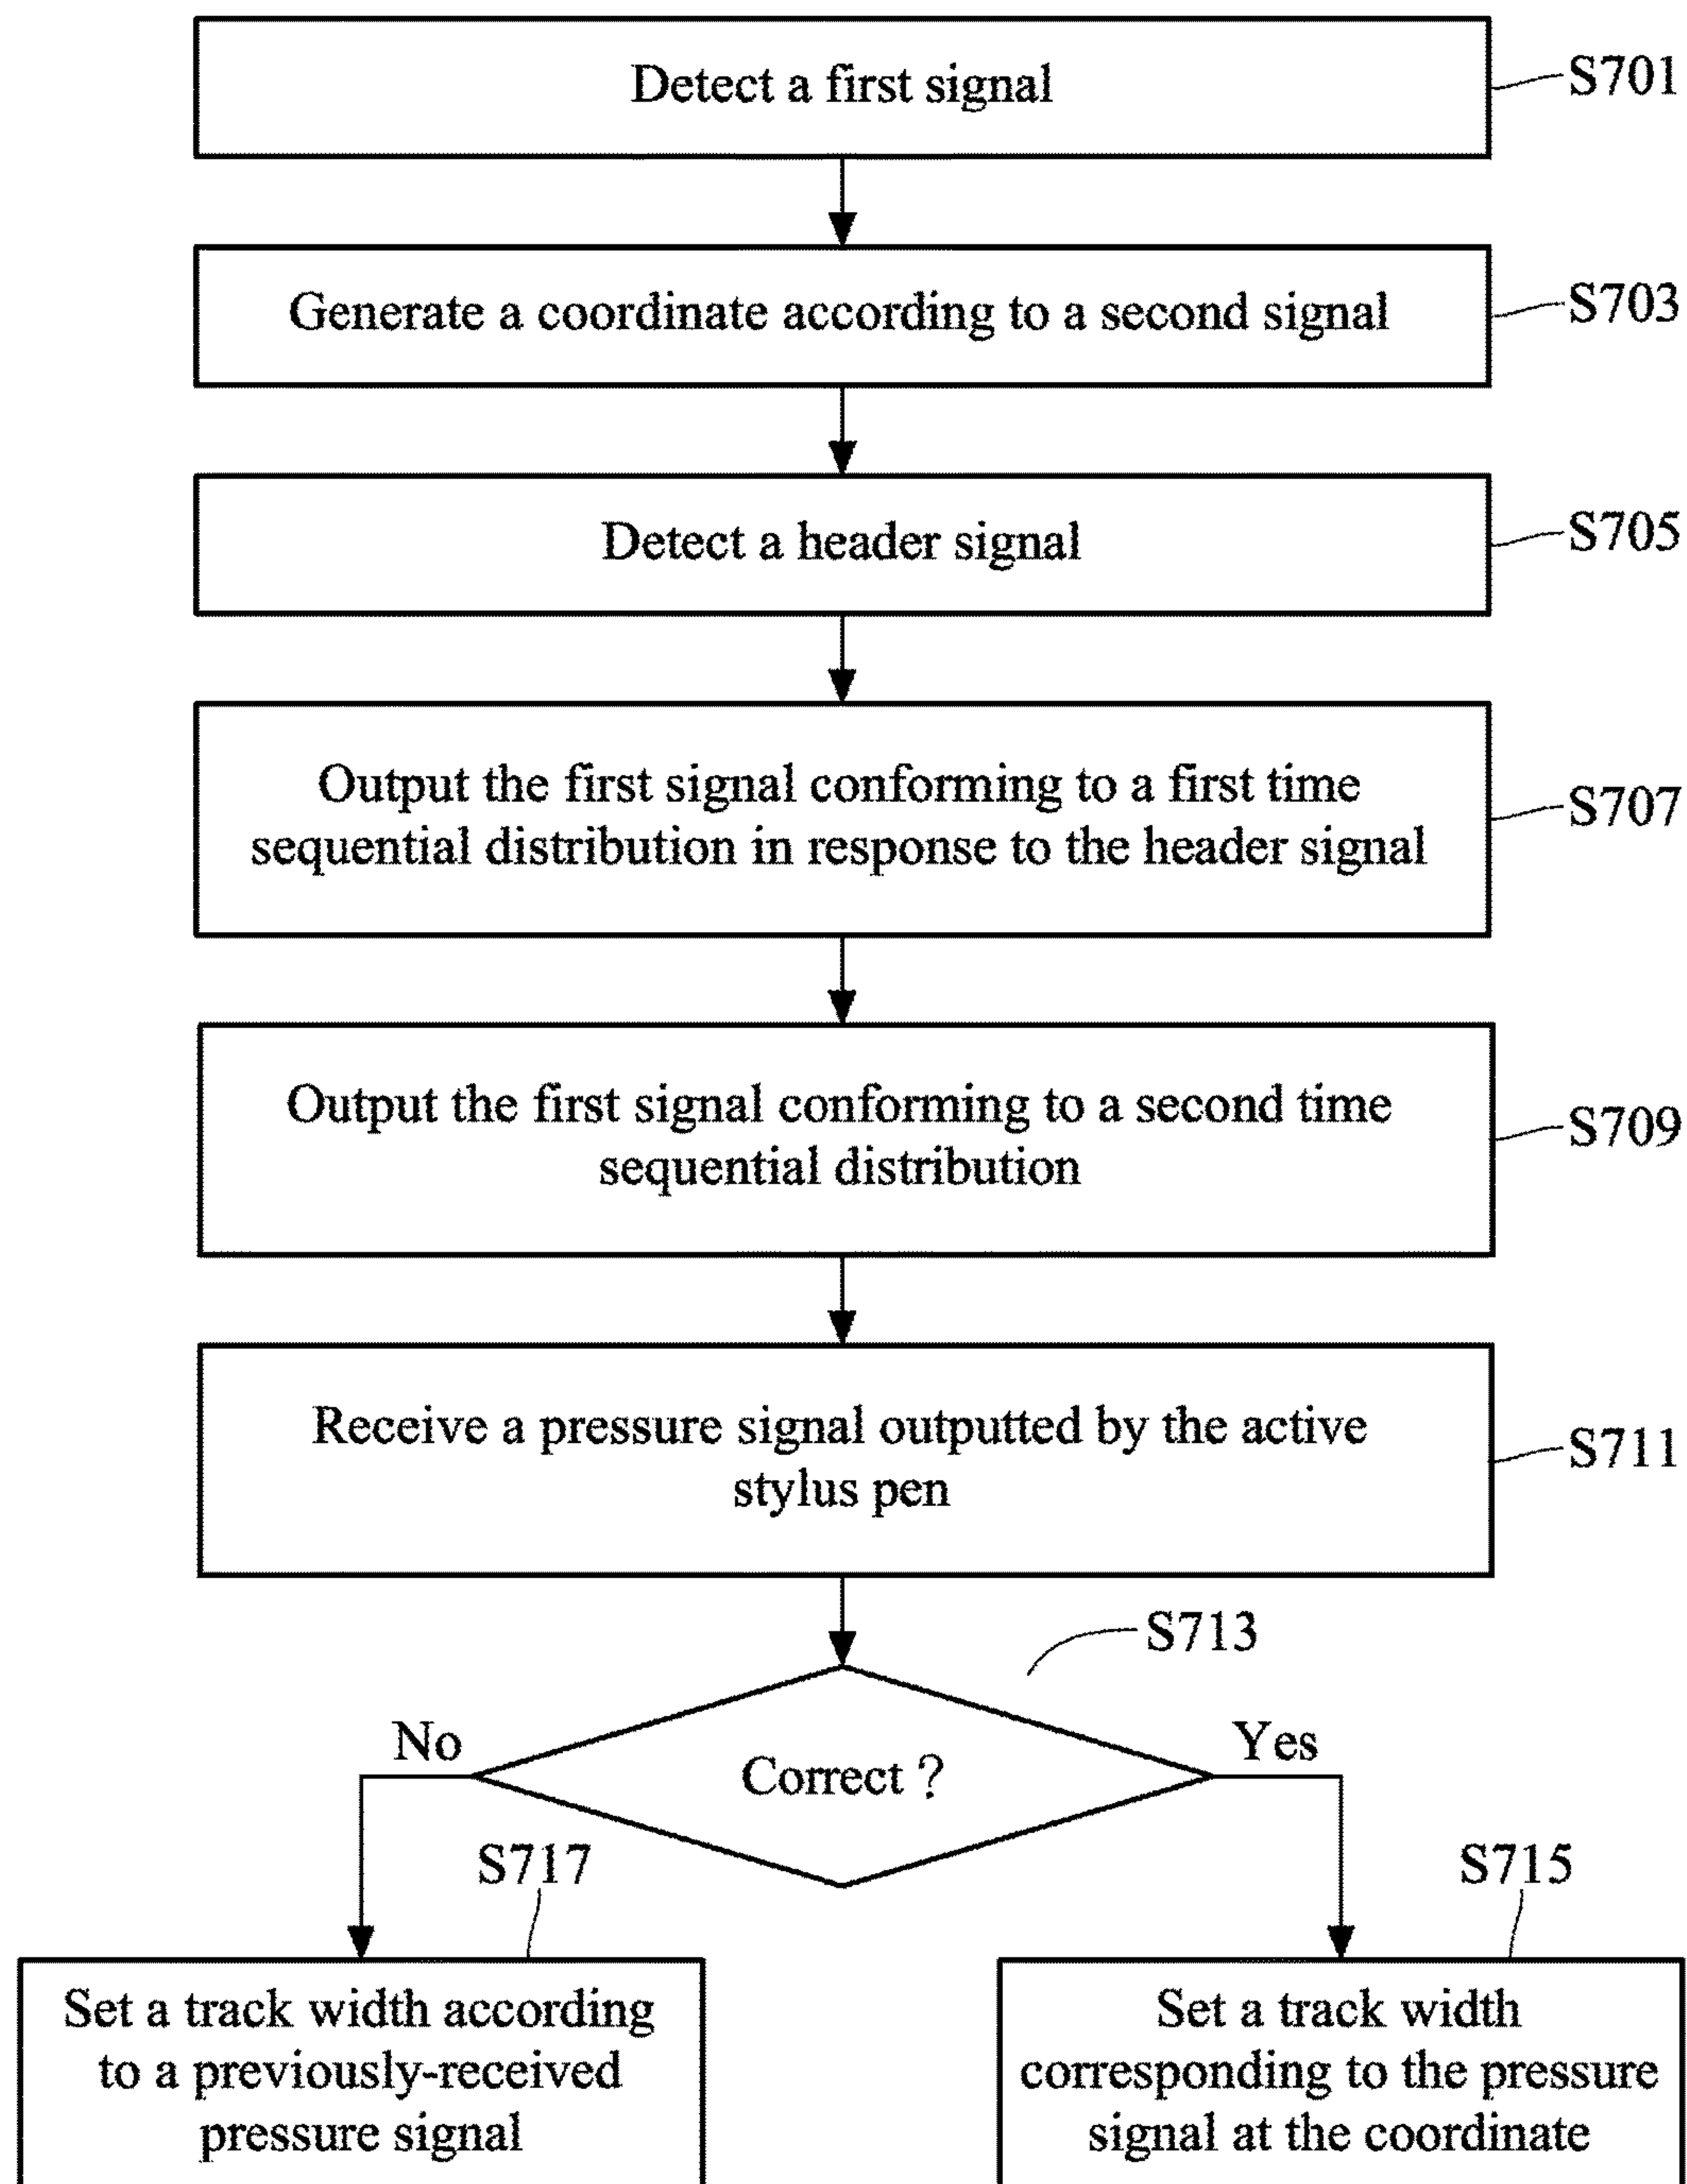 Detect a first signal
S701
Generate a coordinate according to a second signal
S703
Detect a header signal
S705
Output the first signal conforming to a first time
sequential distribution in response to the header signal
S707
Output the first signal conforming to a second time
sequential distribution
S709
Receive a pressure signal outputted by the active
stylus pen
S711
S713
No
Correct ?
Yes
S717
S715
Set a track width according
to a previously-received
pressure signal
Set a track width
corresponding to the pressure
signal at the coordinate